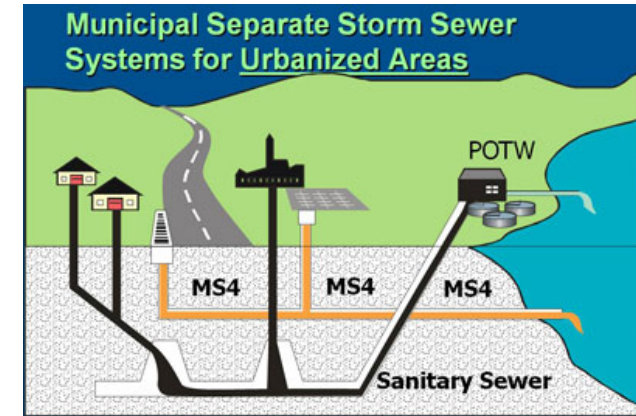 Municipal Separate Storm Sewer
Systems for Urbanized Areas
POTW
MS4 MS4 MS4
Sanitary Sewer